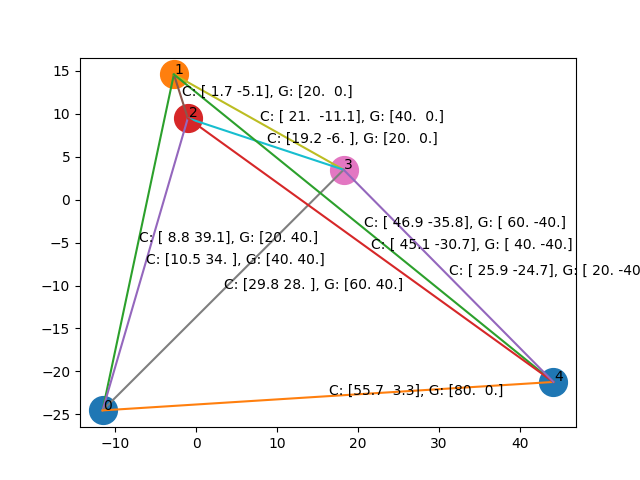 15
10
5
0
−5
−10
−15
−20
−25
1
C: [ 1.7 -5.1], G: [20.  0.]
2
C: [ 21.  -11.1], G: [40.  0.]
C: [19.2 -6. ], G: [20.  0.]
3
C: [ 46.9 -35.8], G: [ 60. -40.]
C: [ 8.8 39.1], G: [20. 40.]
C: [ 45.1 -30.7], G: [ 40. -40.]
C: [10.5 34. ], G: [40. 40.]
C: [ 25.9 -24.7], G: [ 20. -40
C: [29.8 28. ], G: [60. 40.]
4
C: [55.7  3.3], G: [80.  0.]
0
−10
0
10
20
30
40